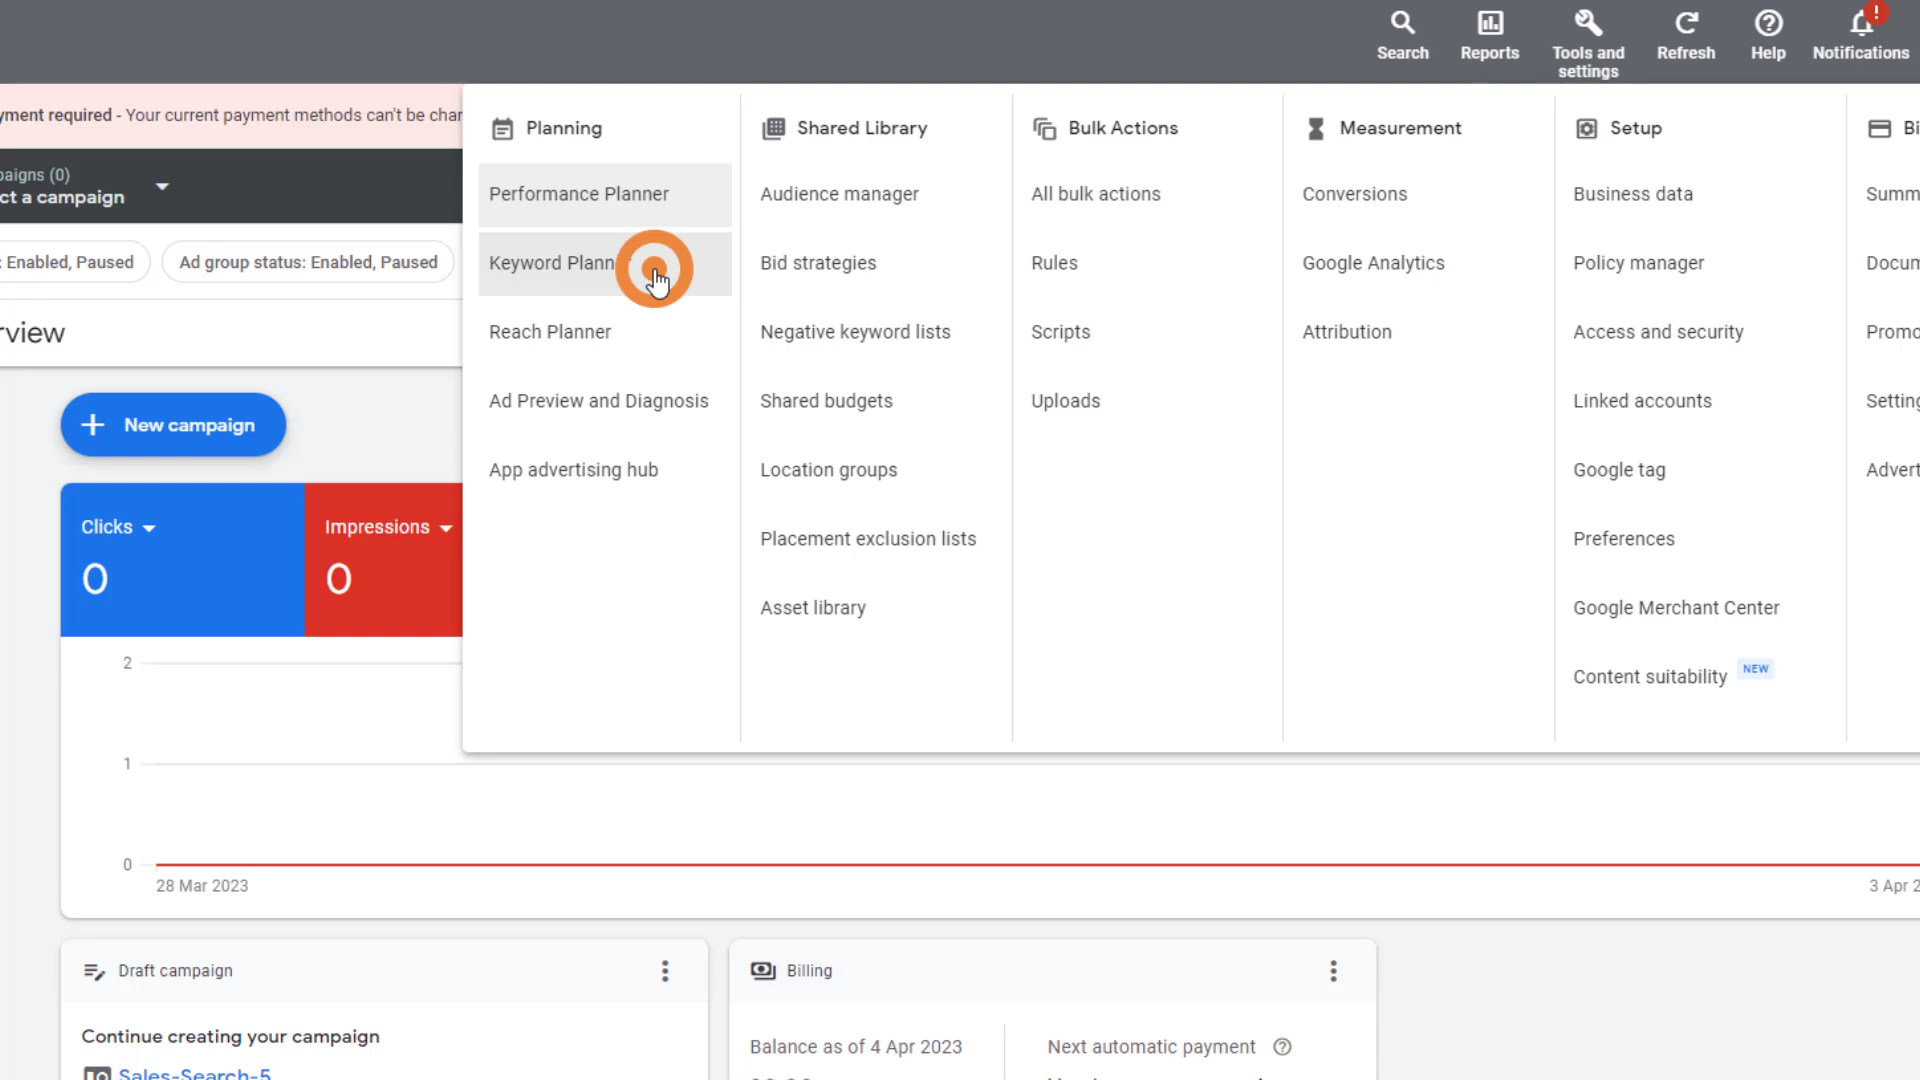 Search
Reports
Tools and
settings
Refresh
Help
Notifications
yment required - Your current payment methods can't be char
paigns (0)
ct a campaign
: Enabled, Paused
Ad group status: Enabled, Paused
rview
New campaign
Clicks
0
Impressions
0
Planning
Performance Planner
Keyword Plann
Reach Planner
Ad Preview and Diagnosis
App advertising hub
Shared Library
Audience manager
Bid strategies
Negative keyword lists
Shared budgets
Location groups
Placement exclusion lists
Asset library
Bulk Actions
All bulk actions
Rules
Scripts
Uploads
Measurement
Conversions
Google Analytics
Attribution
Setup
Business data
Policy manager
Access and security
Linked accounts
Google tag
Preferences
Google Merchant Center
Content suitability NEW
Bi
Summ
Docum
Promo
Setting
Advert
2
1
0
28 Mar 2023
3 Apr 2
Draft campaign
Continue creating your campaign
Sales-Search-5
Billing
Balance as of 4 Apr 2023
Next automatic payment